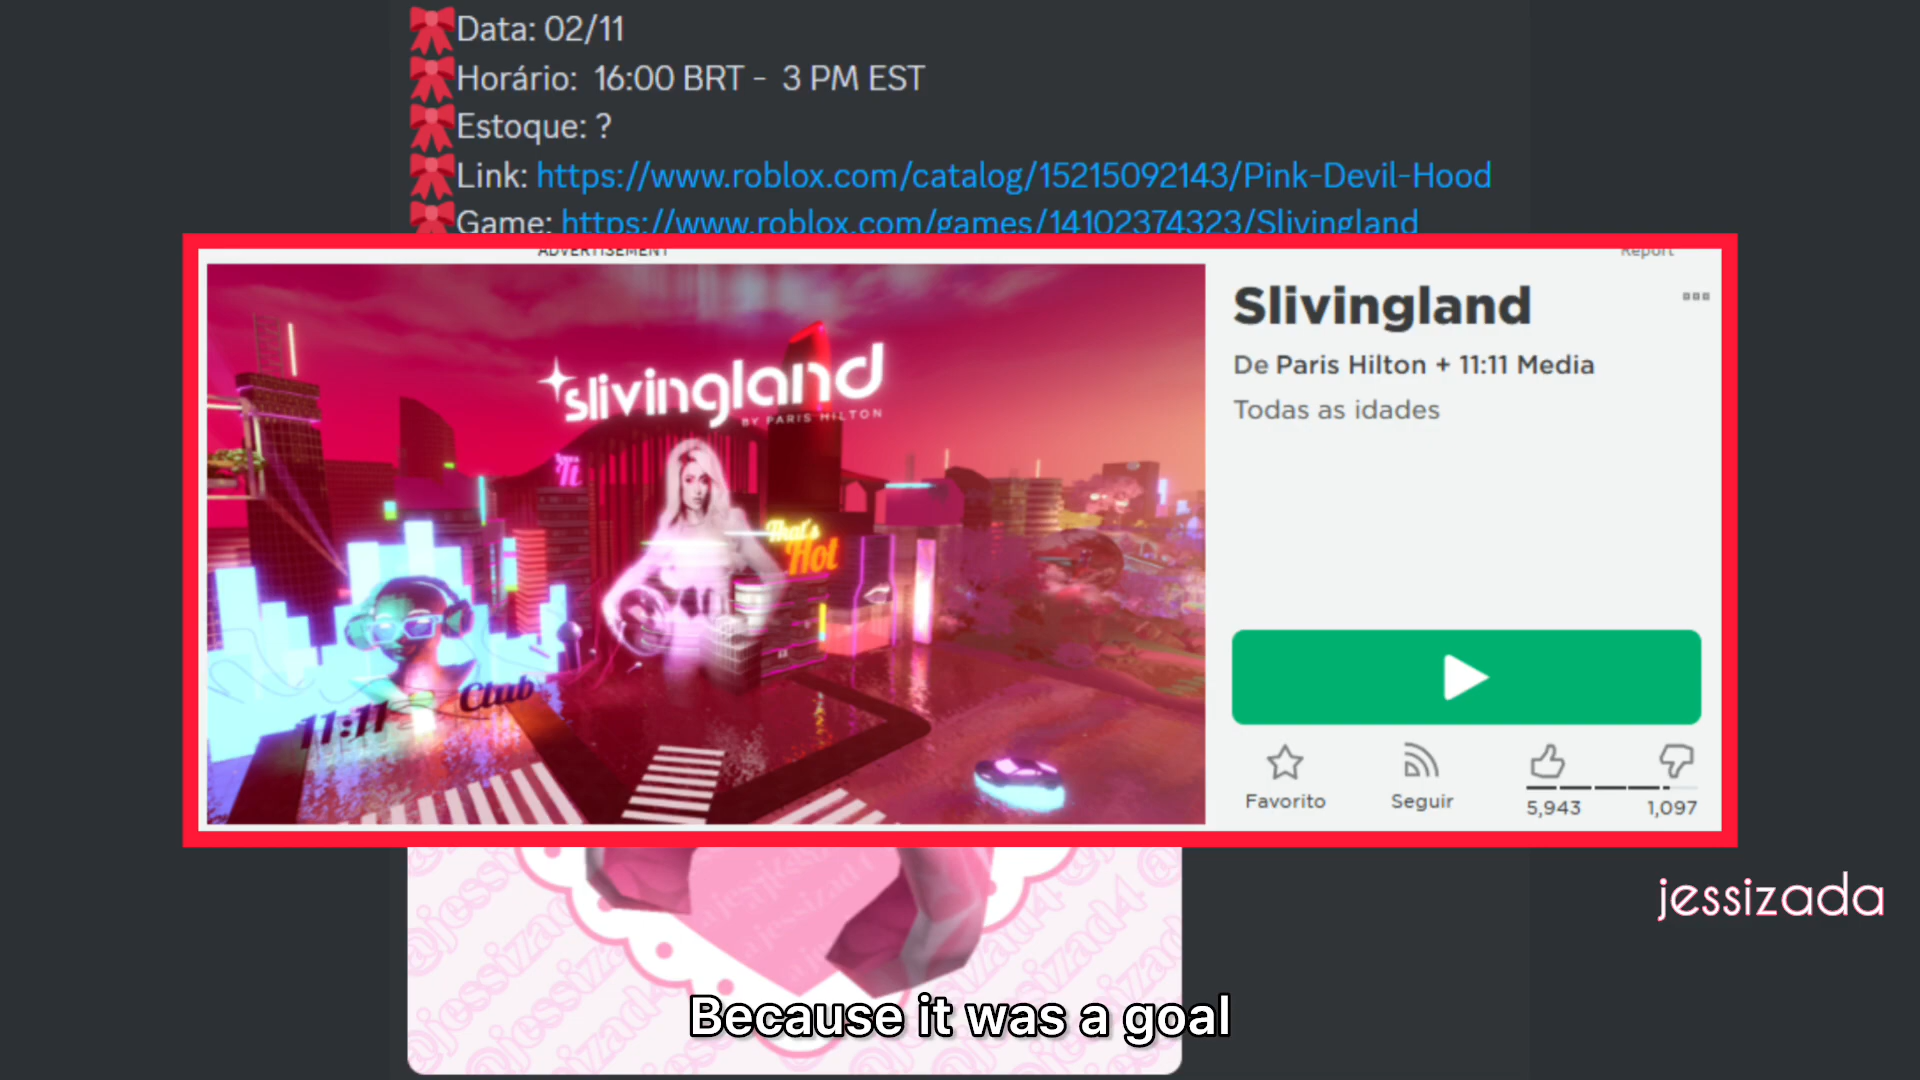 Data: 02/11
Horário: 16:00 BRT - 3 PM EST
Estoque: ?
Link: https://www.roblox.com/catalog/15215092143/Pink-Devil-Hood
Game: https://www.roblox.com/games/14102374323/Slivingland
ADVERTISEMENT
Report
slivingland
BY PARIS HILTON
That's
Hot
11:11 Club
Slivingland
De Paris Hilton + 11:11 Media
Todas as idades
Favorito
Seguir
5,943
1,097
jessizada
Because it was a goal